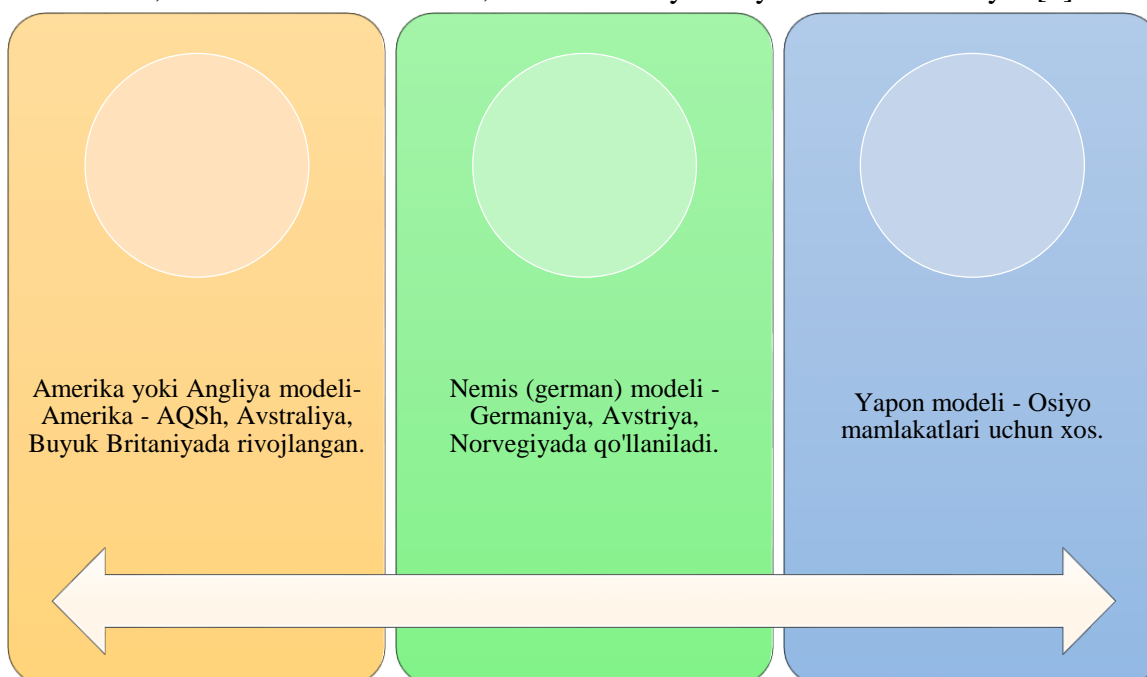 Amerika yoki Angliya modeli-
Amerika - AQSh, Avstraliya,
Buyuk Britaniyada rivojlangan.
Nemis (german) modeli -
Germaniya, Avstriya,
Norvegiyada qo'llaniladi.
Yapon modeli - Osiyo
mamlakatlari uchun xos.